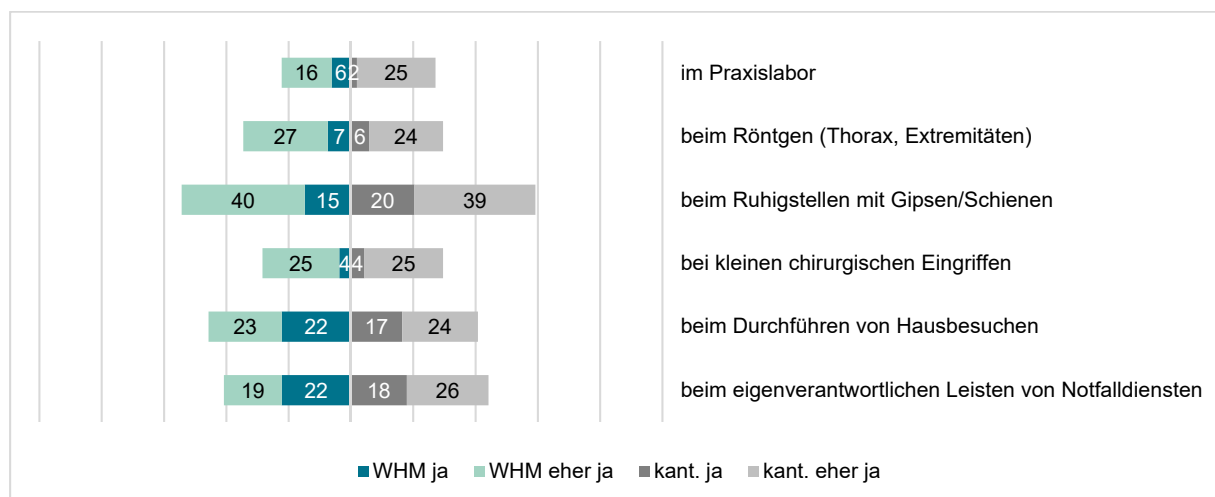 16 6 2 25 im Praxislabor
27 7 6 24 beim Röntgen (Thorax, Extremitäten)
40 15 20 39 beim Ruhigstellen mit Gipsen/Schienen
25 4 4 25 bei kleinen chirurgischen Eingriffen
23 22 17 24 beim Durchführen von Hausbesuchen
19 22 18 26 beim eigenverantwortlichen Leisten von Notfalldiensten
WHM ja WHM eher ja kant. ja kant. eher ja